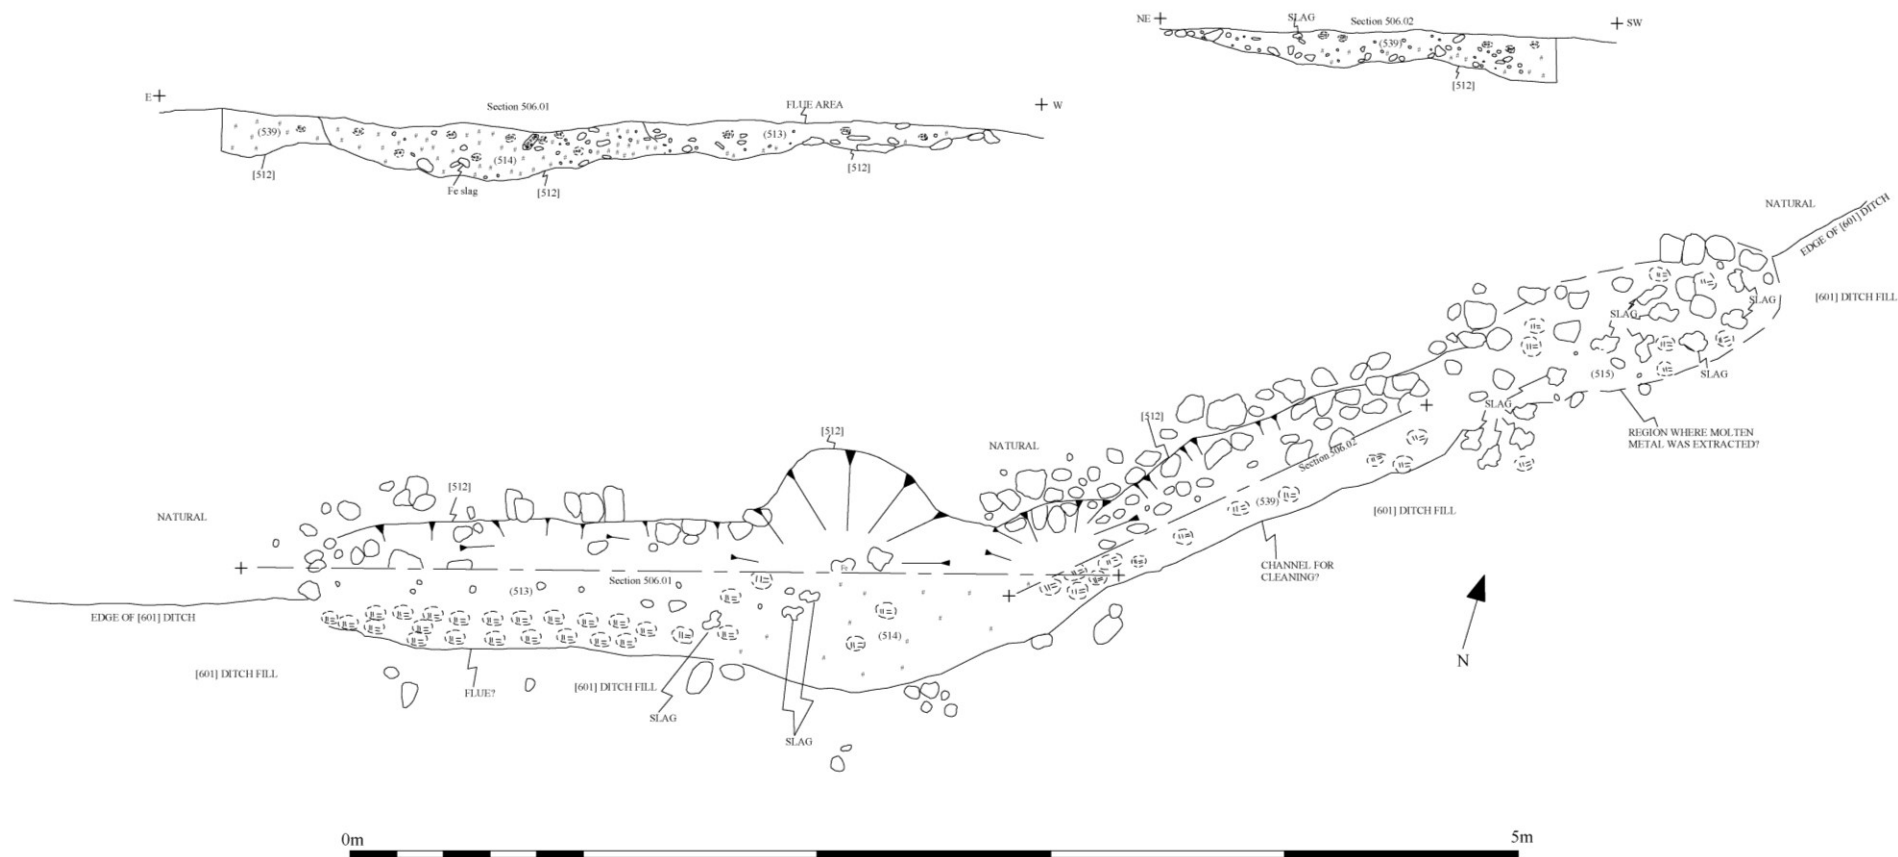 NE
SLAG
Section 506.02
SW
(539)
[512]
E
Section 506.01
FLUE AREA
W
(539)
(513)
(514)
[512]
Fe slag
[512]
[512]
NATURAL
EDGE OF [601] DITCH
[601] DITCH FILL
SLAG
SLAG
(515)
SLAG
SLAG
REGION WHERE MOLTEN
METAL WAS EXTRACTED?
[512]
[512]
NATURAL
Section 506.02
[512]
NATURAL
(539)
[601] DITCH FILL
CHANNEL FOR
CLEANING?
Fe
Section 506.01
(513)
EDGE OF [601] DITCH
(514)
[601] DITCH FILL
FLUE?
[601] DITCH FILL
SLAG
SLAG
N
0m
5m